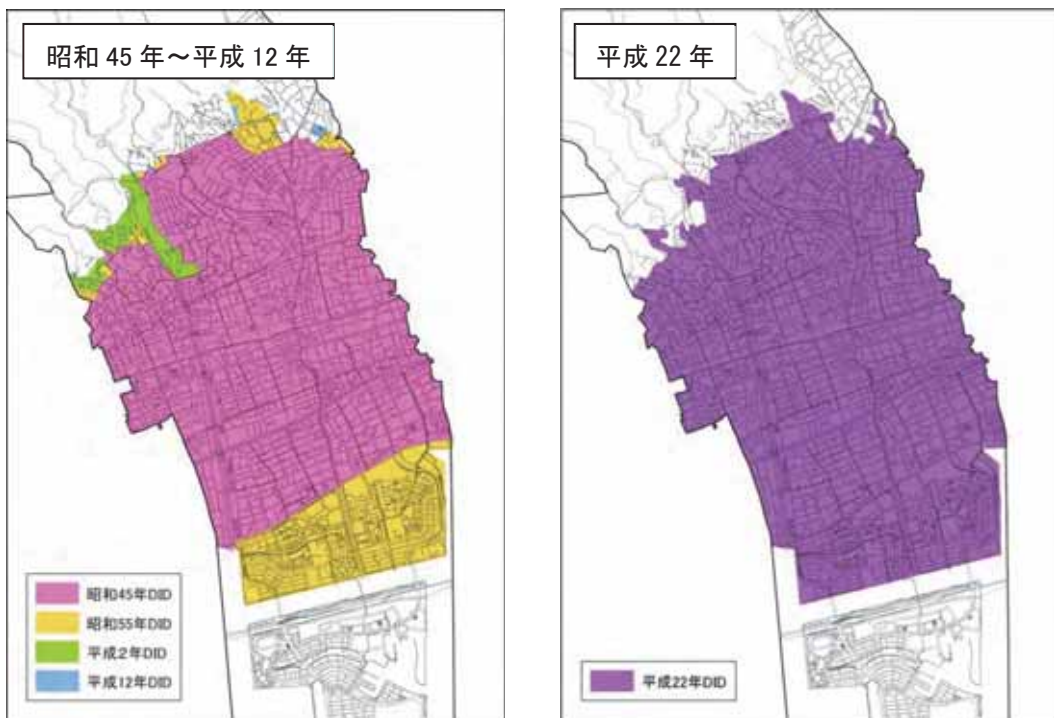 昭和 45 年～平成 12 年
昭和45年DID
昭和55年DID
平成2年DID
平成12年DID
平成 22 年
平成22年DID